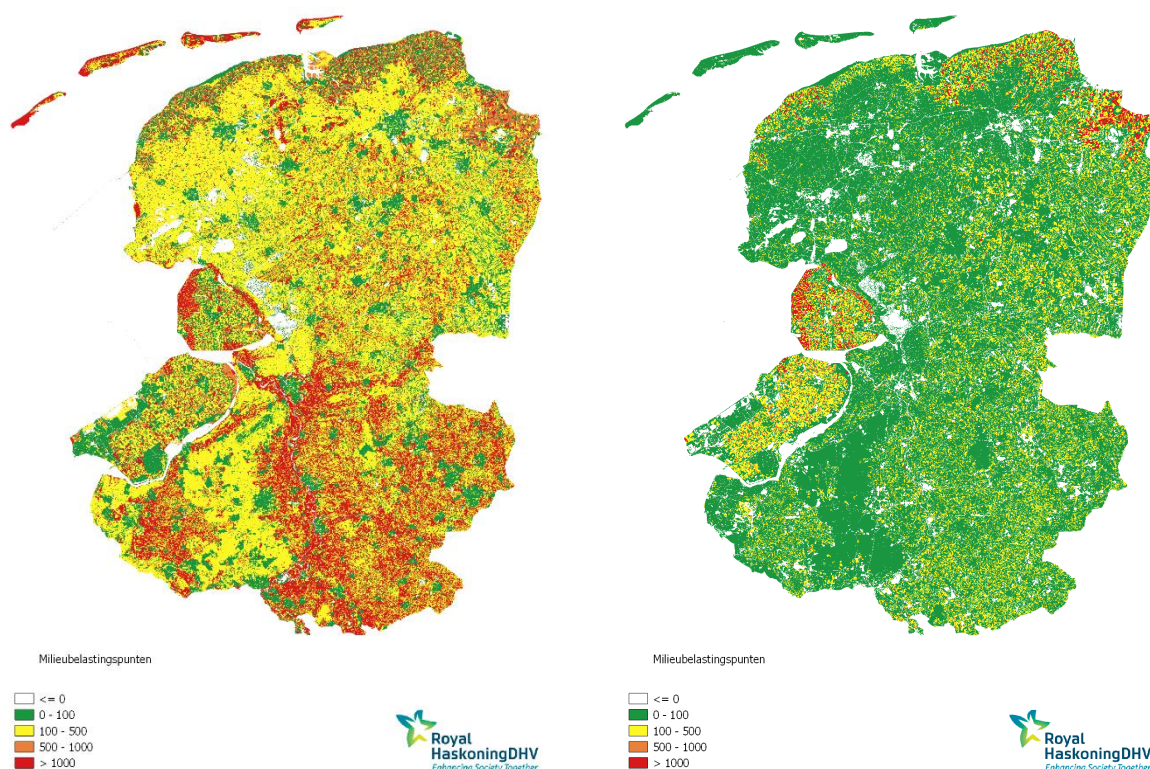 Milieubelastingspunten
<= 0
0 - 100
100 - 500
500 - 1000
> 1000
Royal
HaskoningDHV
Enhancing Society Together
Milieubelastingspunten
<= 0
0 - 100
100 - 500
500 - 1000
> 1000
Royal
HaskoningDHV
Enhancing Society Together